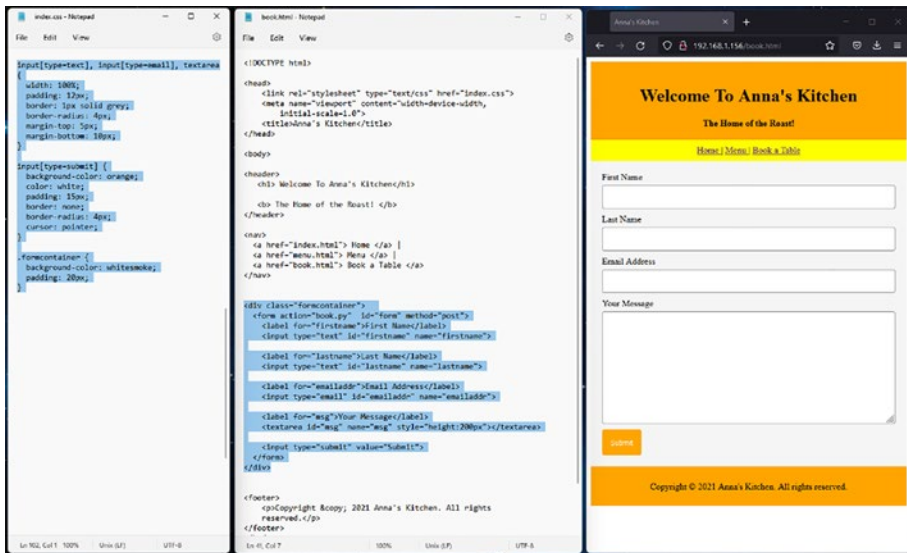 index.css - Notepad
File Edit View
input[type=text], input[type=email], textarea
{
width: 100%;
padding: 12px;
border: 1px solid grey;
border-radius: 4px;
margin-top: 5px;
margin-bottom: 10px;
}
input[type=submit] {
background-color: orange;
color: white;
padding: 15px;
border: none;
border-radius: 4px;
cursor: pointer;
}
.formcontainer {
background-color: whitesmoke;
padding: 20px;
}
Ln 102, Col 1 100% Unix (LF) UTF-8
book.html - Notepad
File Edit View
<!DOCTYPE html>
<head>
<link rel="stylesheet" type="text/css" href="index.css">
<meta name="viewport" content="width=device-width,
initial-scale=1.0">
<title>Anna's Kitchen</title>
</head>
<body>
<header>
<h1> Welcome To Anna's Kitchen</h1>
<b> The Home of the Roast! </b>
</header>
<nav>
<a href="index.html"> Home </a> |
<a href="menu.html"> Menu </a> |
<a href="book.html"> Book a Table </a>
</nav>
<div class="formcontainer">
<form action="book.py" id="form" method="post">
<label for="firstname">First Name</label>
<input type="text" id="firstname" name="firstname">
<label for="lastname">Last Name</label>
<input type="text" id="lastname" name="lastname">
<label for="emailaddr">Email Address</label>
<input type="email" id="emailaddr" name="emailaddr">
<label for="msg">Your Message</label>
<textarea id="msg" name="msg" style="height:200px"></textarea>
<input type="submit" value="Submit">
</form>
</div>
<footer>
<p>Copyright &copy; 2021 Anna's Kitchen. All rights
reserved.</p>
</footer>
Ln 41, Col 7 100% Unix (LF) UTF-8
Anna's Kitchen
192.168.1.156/book.html
Welcome To Anna's Kitchen
The Home of the Roast!
Home | Menu | Book a Table
First Name
Last Name
Email Address
Your Message
Submit
Copyright © 2021 Anna's Kitchen. All rights reserved.